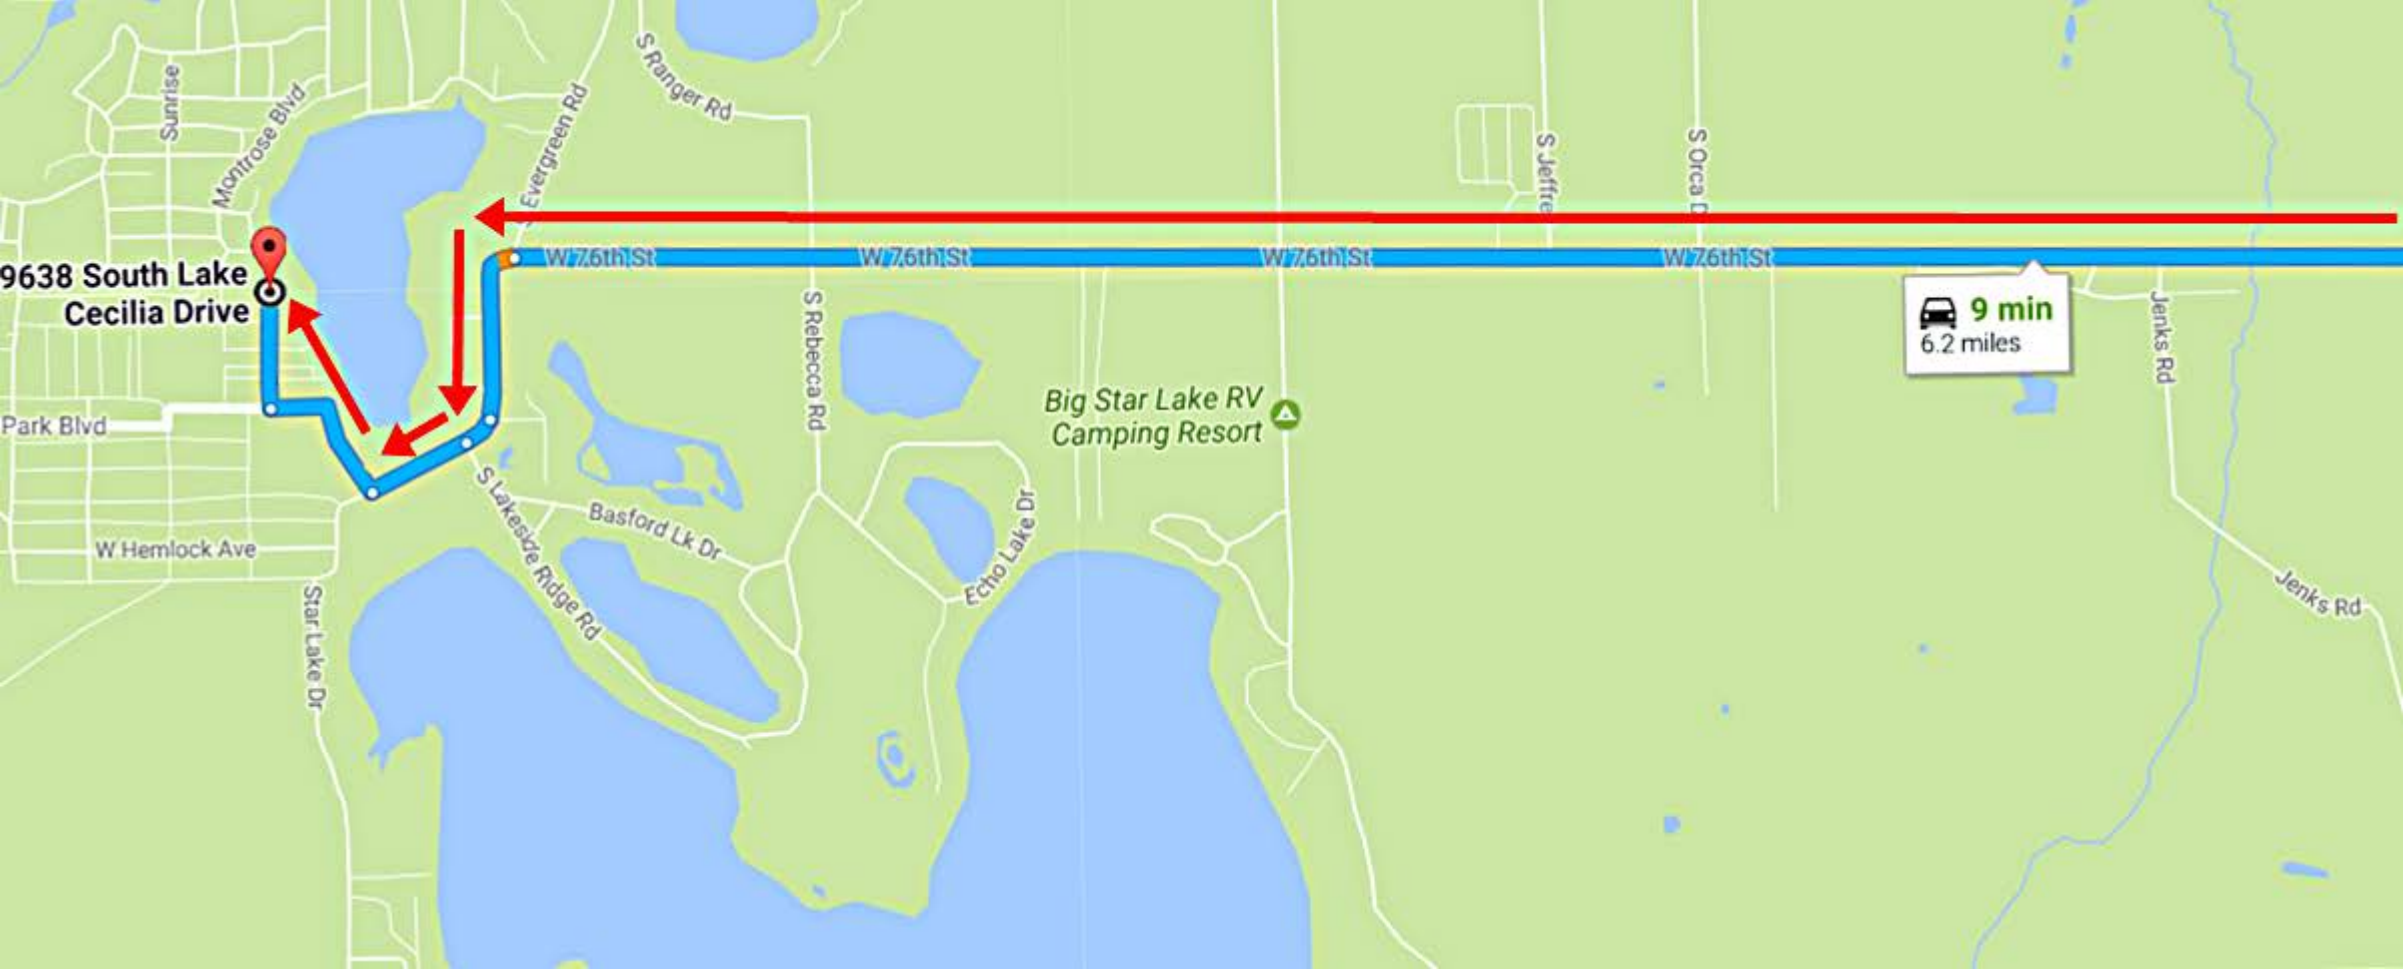 S Ranger Rd
Sunrise
Montrose Blvd
Evergreen Rd
S Jeffre
S Orca D
9638 South Lake
Cecilia Drive
W 76th St
W 76th St
W 76th St
W 76th St
9 min
6.2 miles
S Rebecca Rd
Jenks Rd
Big Star Lake RV
Camping Resort
Park Blvd
S Lakeside Ridge Rd
Basford Lk Dr
Echo Lake Dr
W Hemlock Ave
Star Lake Dr
Jenks Rd